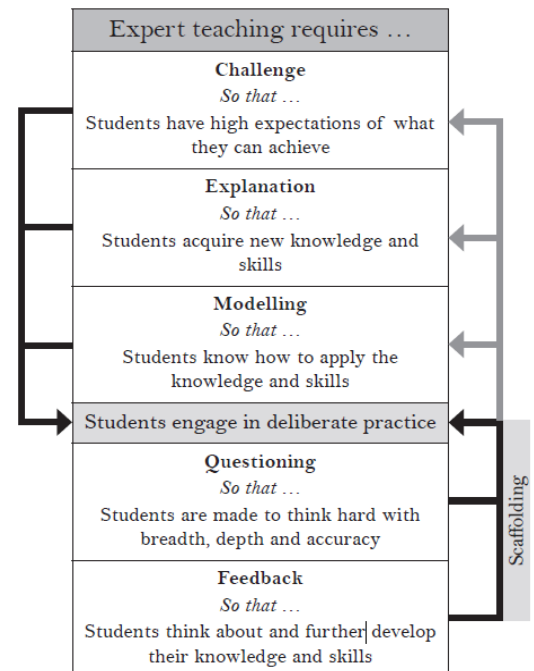 Expert teaching requires …
Challenge
So that …
Students have high expectations of what
they can achieve
Explanation
So that …
Students acquire new knowledge and
skills
Modelling
So that …
Students know how to apply the
knowledge and skills
Students engage in deliberate practice
Questioning
So that …
Students are made to think hard with
breadth, depth and accuracy
Feedback
So that …
Students think about and further develop
their knowledge and skills
Scaffolding